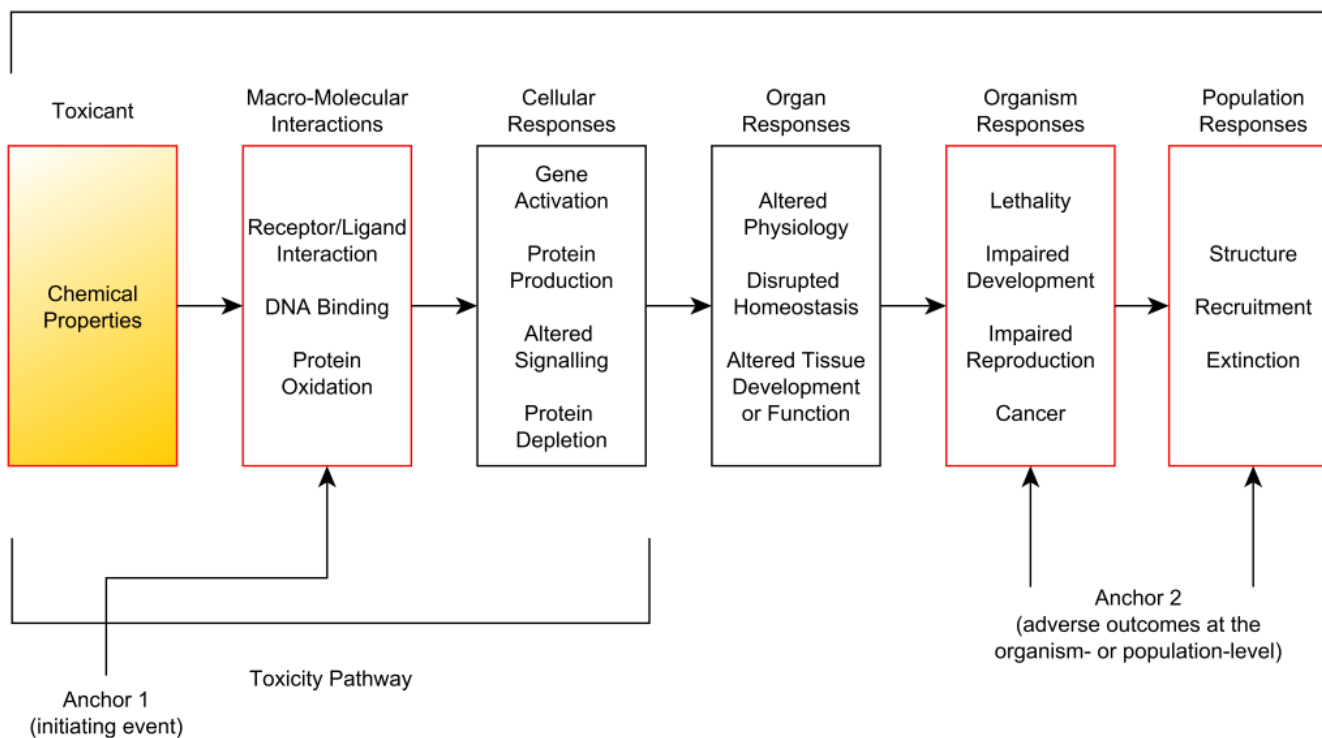 Toxicant
Macro-Molecular
Interactions
Cellular
Responses
Organ
Responses
Organism
Responses
Population
Responses
Chemical
Properties
Receptor/Ligand
Interaction
DNA Binding
Protein
Oxidation
Gene
Activation
Protein
Production
Altered
Signalling
Protein
Depletion
Altered
Physiology
Disrupted
Homeostasis
Altered Tissue
Development
or Function
Lethality
Impaired
Development
Impaired
Reproduction
Cancer
Structure
Recruitment
Extinction
Anchor 1
(initiating event)
Toxicity Pathway
Anchor 2
(adverse outcomes at the
organism- or population-level)